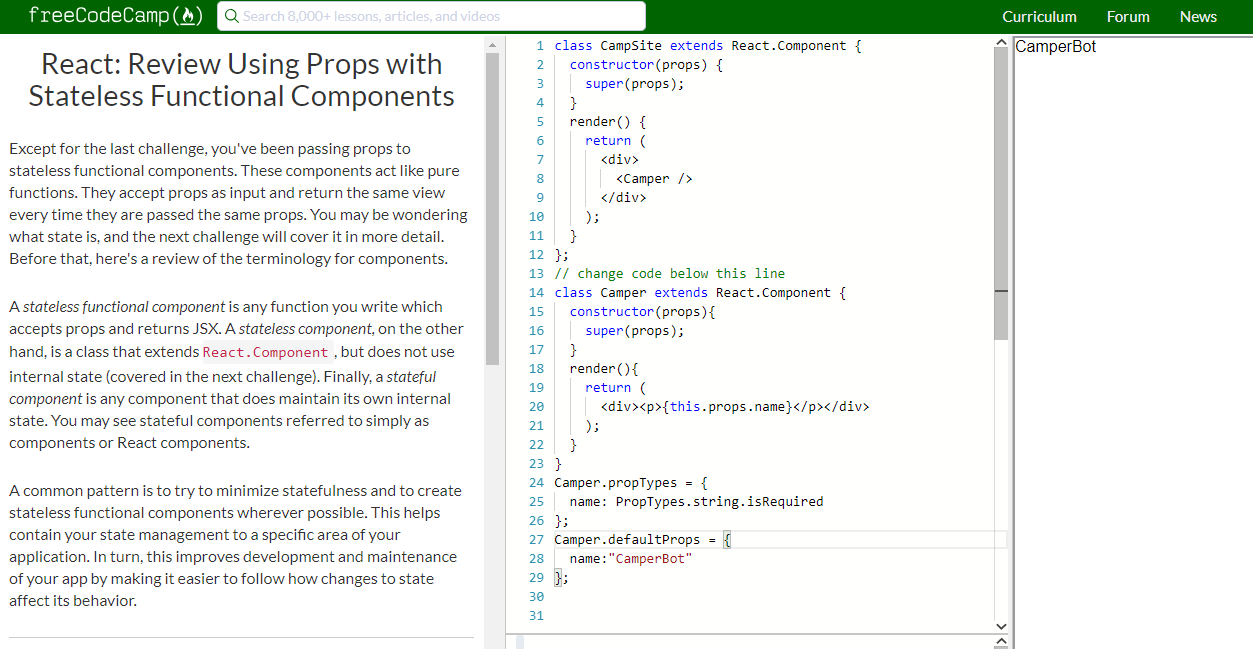 freeCodeCamp
Search 8,000+ lessons, articles, and videos
Curriculum
Forum
News
React: Review Using Props with
Stateless Functional Components
Except for the last challenge, you've been passing props to
stateless functional components. These components act like pure
functions. They accept props as input and return the same view
every time they are passed the same props. You may be wondering
what state is, and the next challenge will cover it in more detail.
Before that, here's a review of the terminology for components.
A stateless functional component is any function you write which
accepts props and returns JSX. A stateless component, on the other
hand, is a class that extends React.Component , but does not use
internal state (covered in the next challenge). Finally, a stateful
component is any component that does maintain its own internal
state. You may see stateful components referred to simply as
components or React components.
A common pattern is to try to minimize statefulness and to create
stateless functional components wherever possible. This helps
contain your state management to a specific area of your
application. In turn, this improves development and maintenance
of your app by making it easier to follow how changes to state
affect its behavior.
1 class CampSite extends React.Component {
2 constructor(props) {
3 super(props);
4 }
5 render() {
6 return (
7 <div>
8 <Camper />
9 </div>
10 );
11 }
12 };
13 // change code below this line
14 class Camper extends React.Component {
15 constructor(props){
16 super(props);
17 }
18 render(){
19 return (
20 <div><p>{this.props.name}</p></div>
21 );
22 }
23 }
24 Camper.propTypes = {
25 name: PropTypes.string.isRequired
26 };
27 Camper.defaultProps = {
28 name:"CamperBot"
29 };
30
31
CamperBot